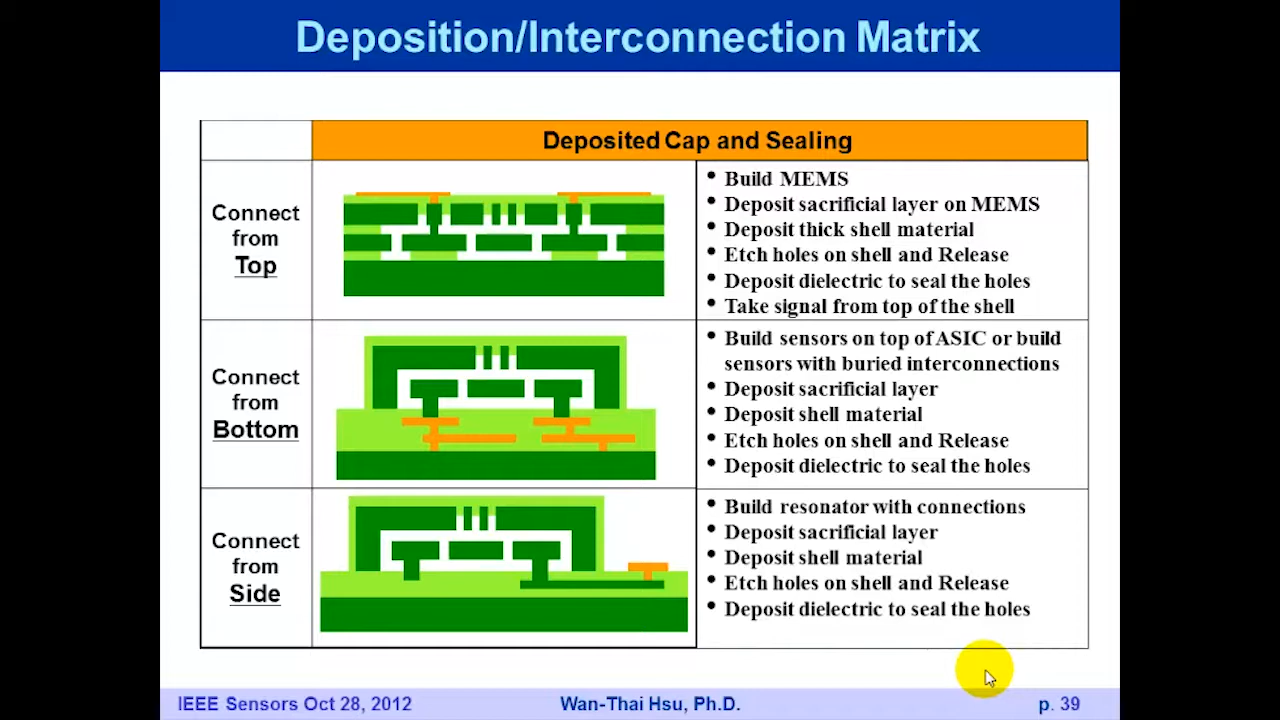 Deposition/Interconnection Matrix
Deposited Cap and Sealing
Connect
from
Top
• Build MEMS
• Deposit sacrificial layer on MEMS
• Deposit thick shell material
• Etch holes on shell and Release
• Deposit dielectric to seal the holes
• Take signal from top of the shell
Connect
from
Bottom
• Build sensors on top of ASIC or build
sensors with buried interconnections
• Deposit sacrificial layer
• Deposit shell material
• Etch holes on shell and Release
• Deposit dielectric to seal the holes
Connect
from
Side
• Build resonator with connections
• Deposit sacrificial layer
• Deposit shell material
• Etch holes on shell and Release
• Deposit dielectric to seal the holes
IEEE Sensors Oct 28, 2012
Wan-Thai Hsu, Ph.D.
p. 39